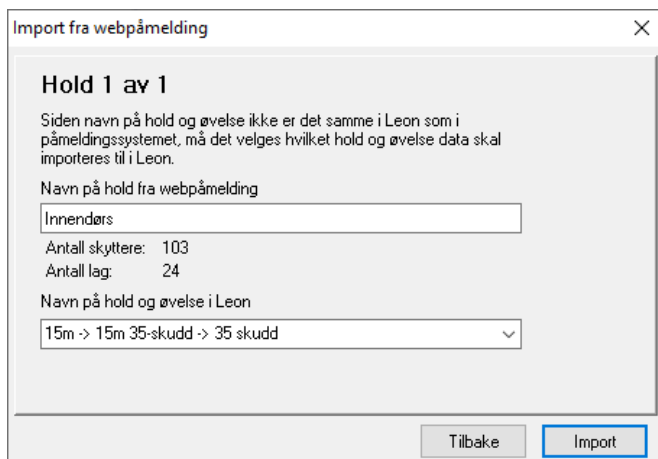 Import fra webpåmelding
Hold 1 av 1
Siden navn på hold og øvelse ikke er det samme i Leon som i
påmeldingssystemet, må det velges hvilket hold og øvelse data skal
importeres til i Leon.
Navn på hold fra webpåmelding
Innendørs
Antall skyttere: 103
Antall lag: 24
Navn på hold og øvelse i Leon
15m -> 15m 35-skudd -> 35 skudd
Tilbake Import